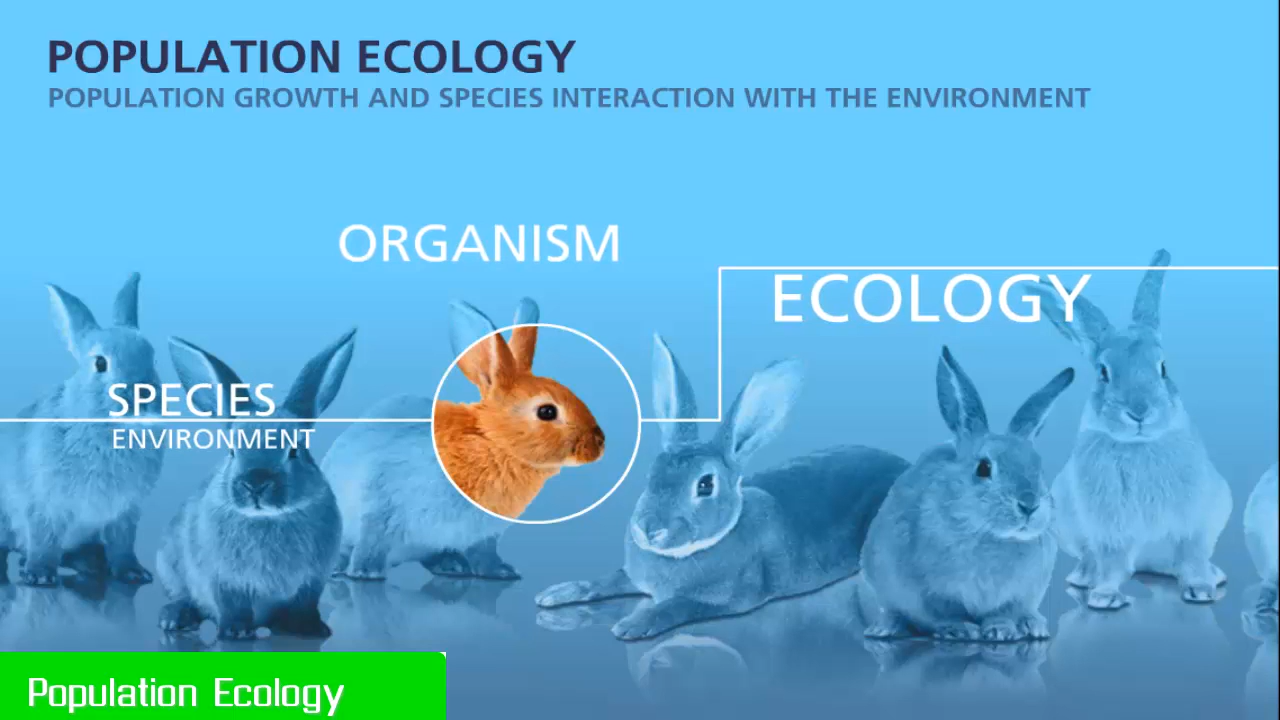 POPULATION ECOLOGY
POPULATION GROWTH AND SPECIES INTERACTION WITH THE ENVIRONMENT
ORGANISM
ECOLOGY
SPECIES
ENVIRONMENT
Population Ecology